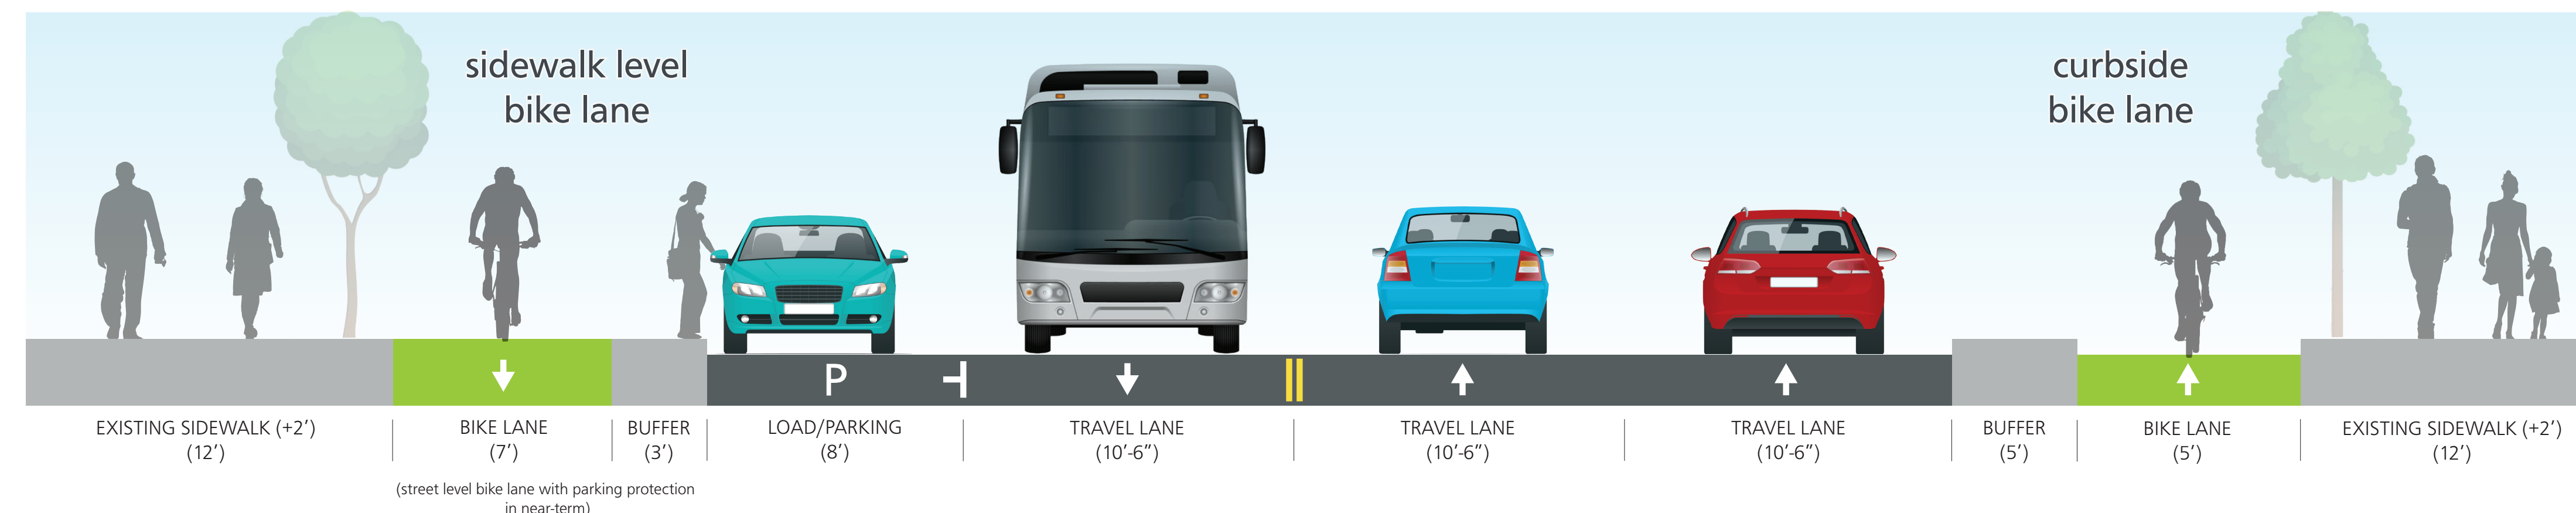 sidewalk level
bike lane
curbside
bike lane
P
EXISTING SIDEWALK (+2’)
(12’)
BIKE LANE
(7’)
(street level bike lane with parking protection
in near-term)
BUFFER
(3’)
LOAD/PARKING
(8’)
TRAVEL LANE
(10’-6”)
TRAVEL LANE
(10’-6”)
TRAVEL LANE
(10’-6”)
BUFFER
(5’)
BIKE LANE
(5’)
EXISTING SIDEWALK (+2’)
(12’)